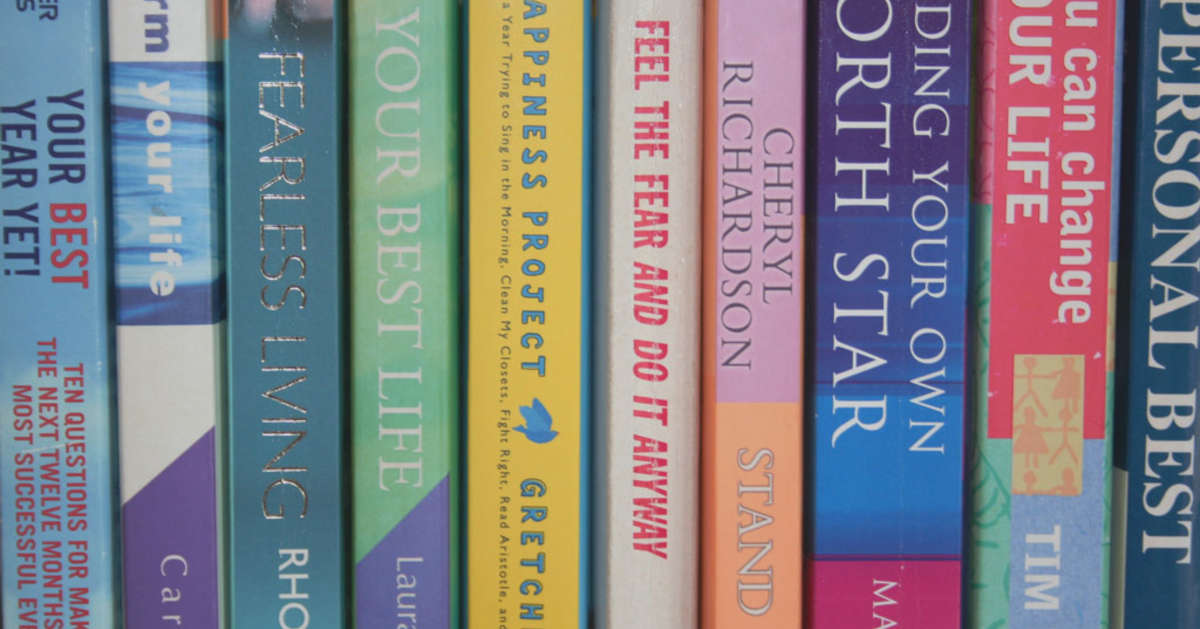 YOUR BEST
YEAR YET!
TEN QUESTIONS FOR MAK
THE NEXT TWELVE MONTHS
MOST SUCCESSFUL EV
rm
your life
Car
FEARLESS LIVING
RHO
YOUR BEST LIFE
Laura
APPINESS PROJECT
GRETCH
a Year Trying to Sing in the Morning, Clean My Closets, Fight Right, Read Aristotle, and
FEEL THE FEAR AND DO IT ANYWAY
CHERYL
RICHARDSON
STAND
DING YOUR OWN
ORTH STAR
MA
u can change
OUR LIFE
TIM
PERSONAL BEST